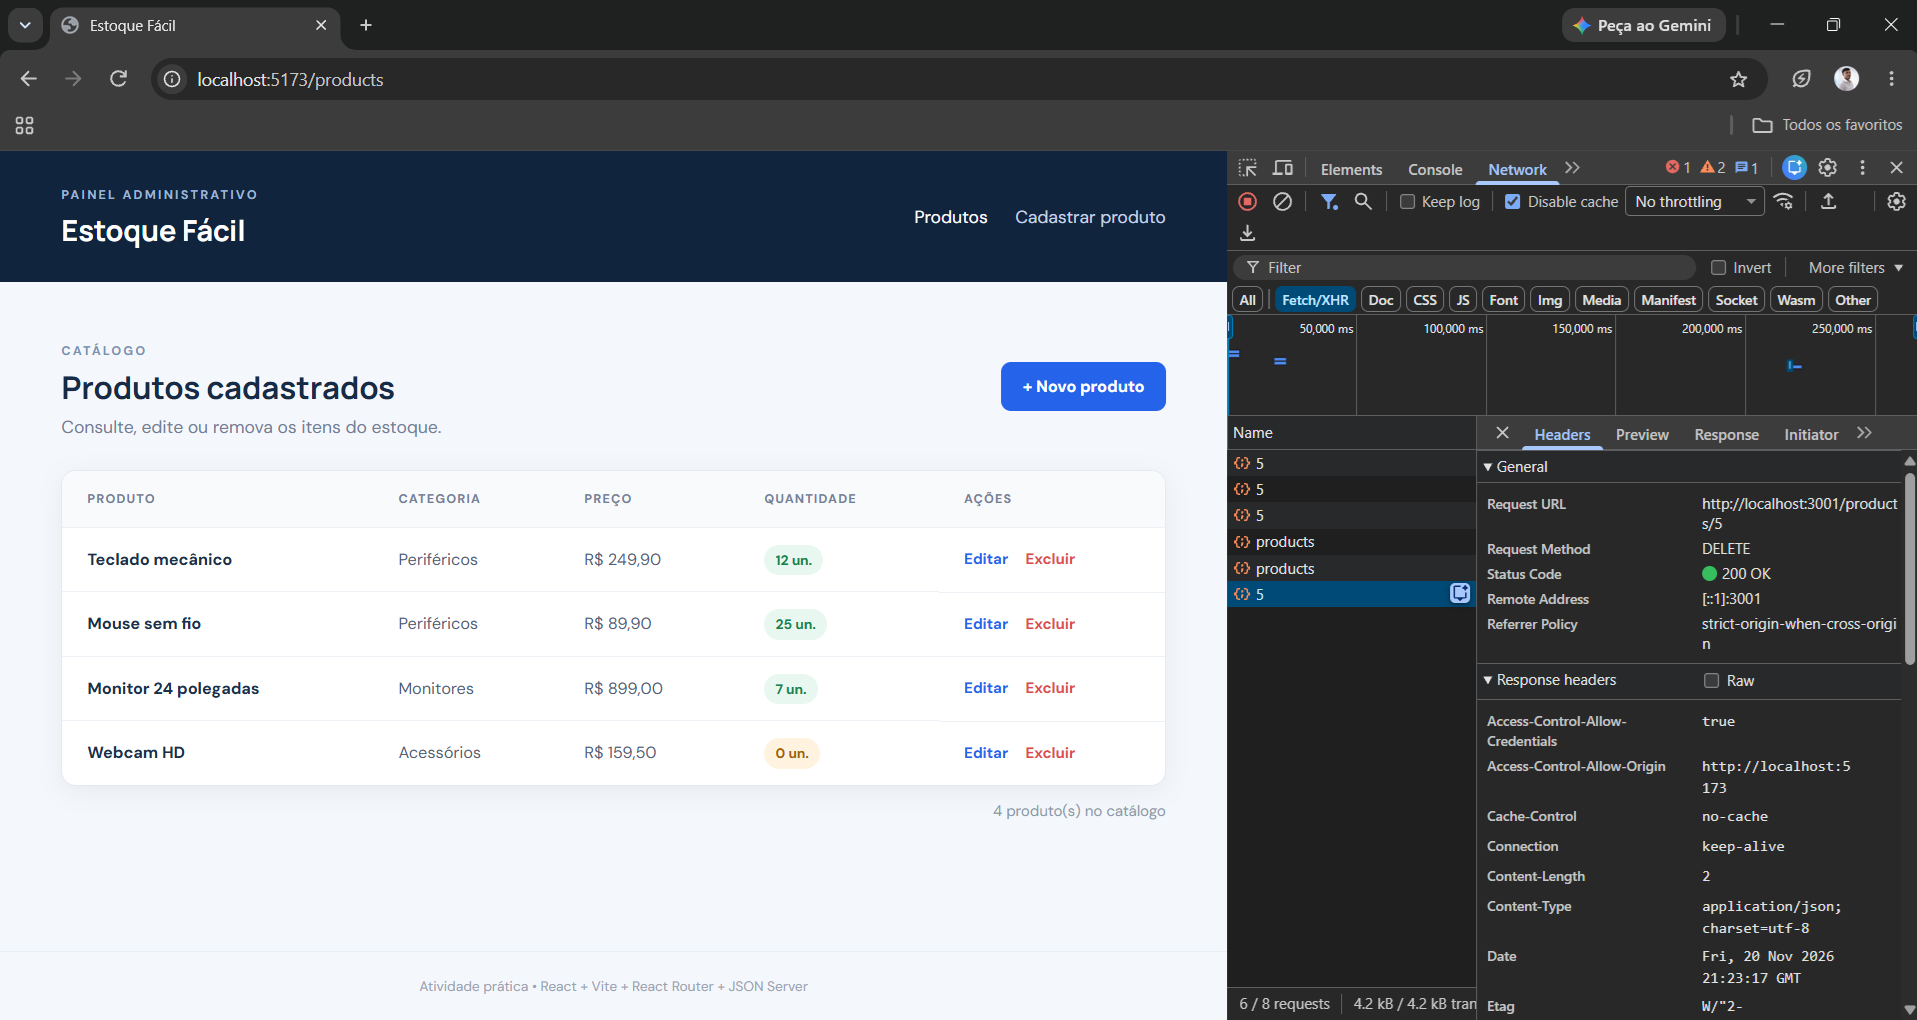 Estoque Fácil
Peça ao Gemini
localhost:5173/products
Todos os favoritos
PAINEL ADMINISTRATIVO
Estoque Fácil
Produtos
Cadastrar produto
CATÁLOGO
Produtos cadastrados
Consulte, edite ou remova os itens do estoque.
+ Novo produto
PRODUTO CATEGORIA PREÇO QUANTIDADE AÇÕES
Teclado mecânico Periféricos R$ 249,90 12 un. Editar Excluir
Mouse sem fio Periféricos R$ 89,90 25 un. Editar Excluir
Monitor 24 polegadas Monitores R$ 899,00 7 un. Editar Excluir
Webcam HD Acessórios R$ 159,50 0 un. Editar Excluir
4 produto(s) no catálogo
Atividade prática • React + Vite + React Router + JSON Server
Elements Console Network 1 2 1
Keep log Disable cache No throttling
Filter Invert More filters
All Fetch/XHR Doc CSS JS Font Img Media Manifest Socket Wasm Other
50,000 ms 100,000 ms 150,000 ms 200,000 ms 250,000 ms
Name
5
5
5
products
products
5
6 / 8 requests 4.2 kB / 4.2 kB tran
Headers Preview Response Initiator
General
Request URL http://localhost:3001/product
s/5
Request Method DELETE
Status Code 200 OK
Remote Address [::1]:3001
Referrer Policy strict-origin-when-cross-origi
n
Response headers Raw
Access-Control-Allow-
Credentials true
Access-Control-Allow-Origin http://localhost:5
173
Cache-Control no-cache
Connection keep-alive
Content-Length 2
Content-Type application/json;
charset=utf-8
Date Fri, 20 Nov 2026
21:23:17 GMT
Etag W/"2-